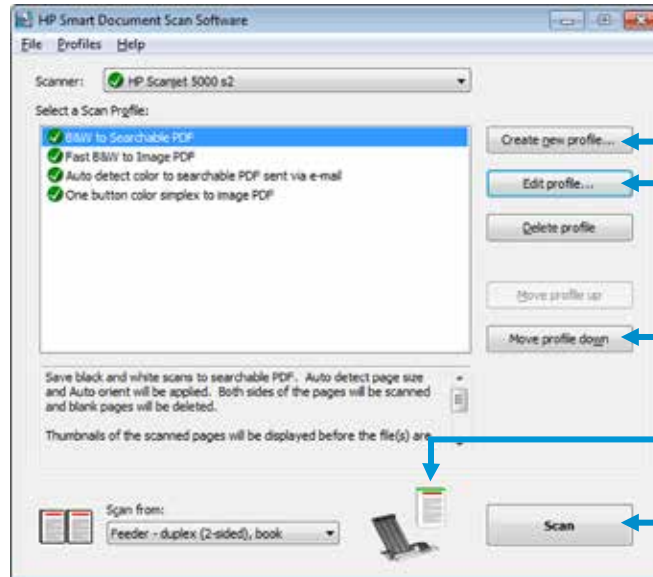 HP Smart Document Scan Software
File Profiles Help
Scanner: HP Scanjet 5000 s2
Select a Scan Profile:
B&W to Searchable PDF
Fast B&W to Image PDF
Auto detect color to searchable PDF sent via e-mail
One button color simplex to image PDF
Create new profile...
Edit profile...
Delete profile
Move profile up
Move profile down
Save black and white scans to searchable PDF. Auto detect page size
and Auto orient will be applied. Both sides of the pages will be scanned
and blank pages will be deleted.
Thumbnails of the scanned pages will be displayed before the file(s) are
Scan from:
Feeder - duplex (2-sided), book
Scan